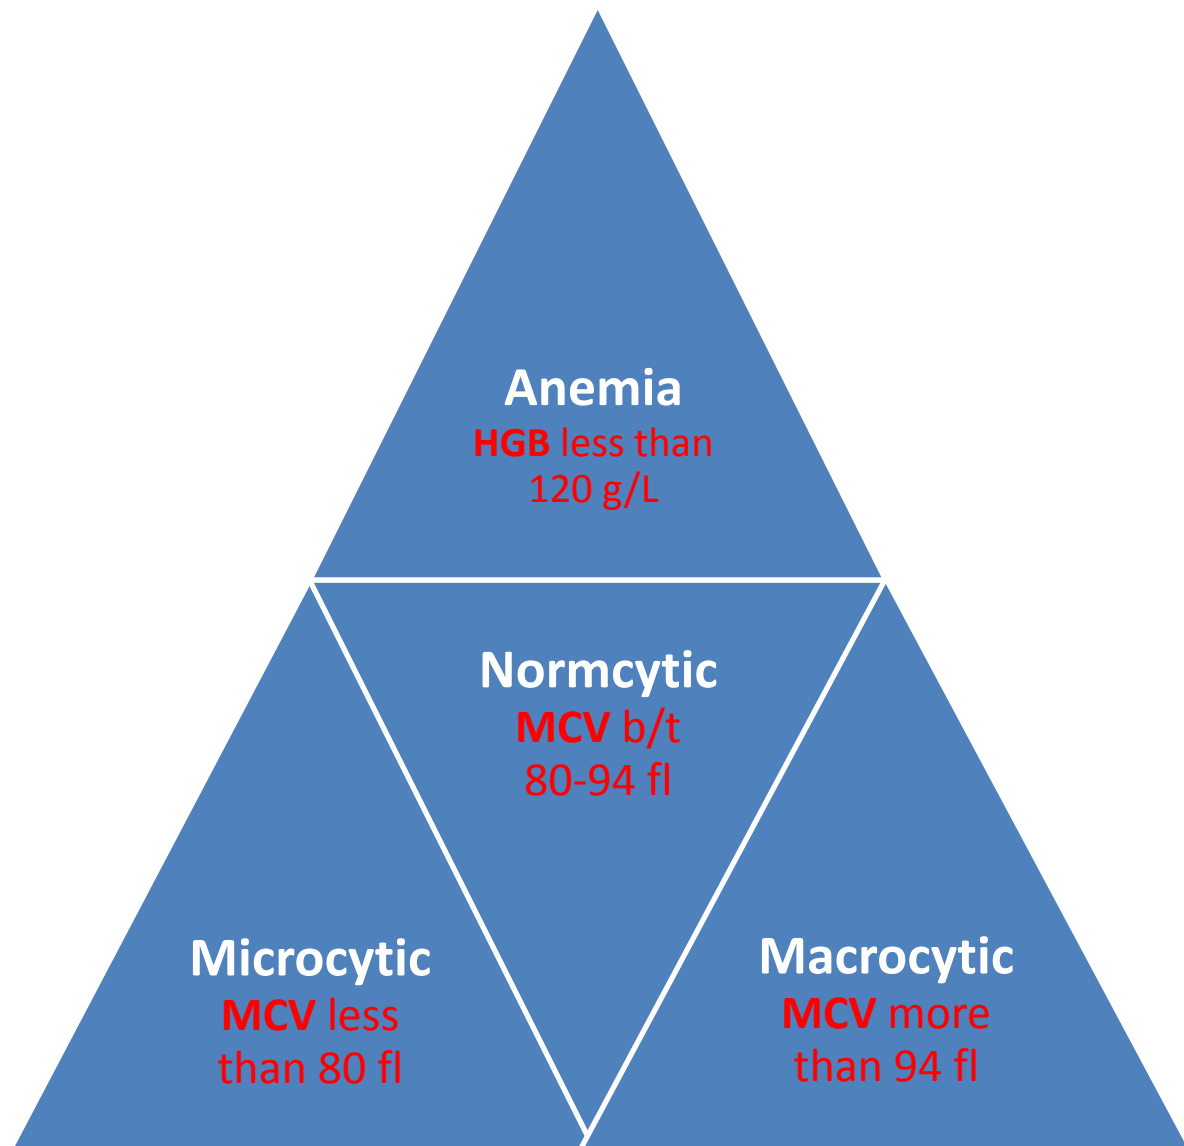 Anemia
HGB less than
120 g/L
Normcytic
MCV b/t
80-94 fl
Microcytic
MCV less
than 80 fl
Macrocytic
MCV more
than 94 fl